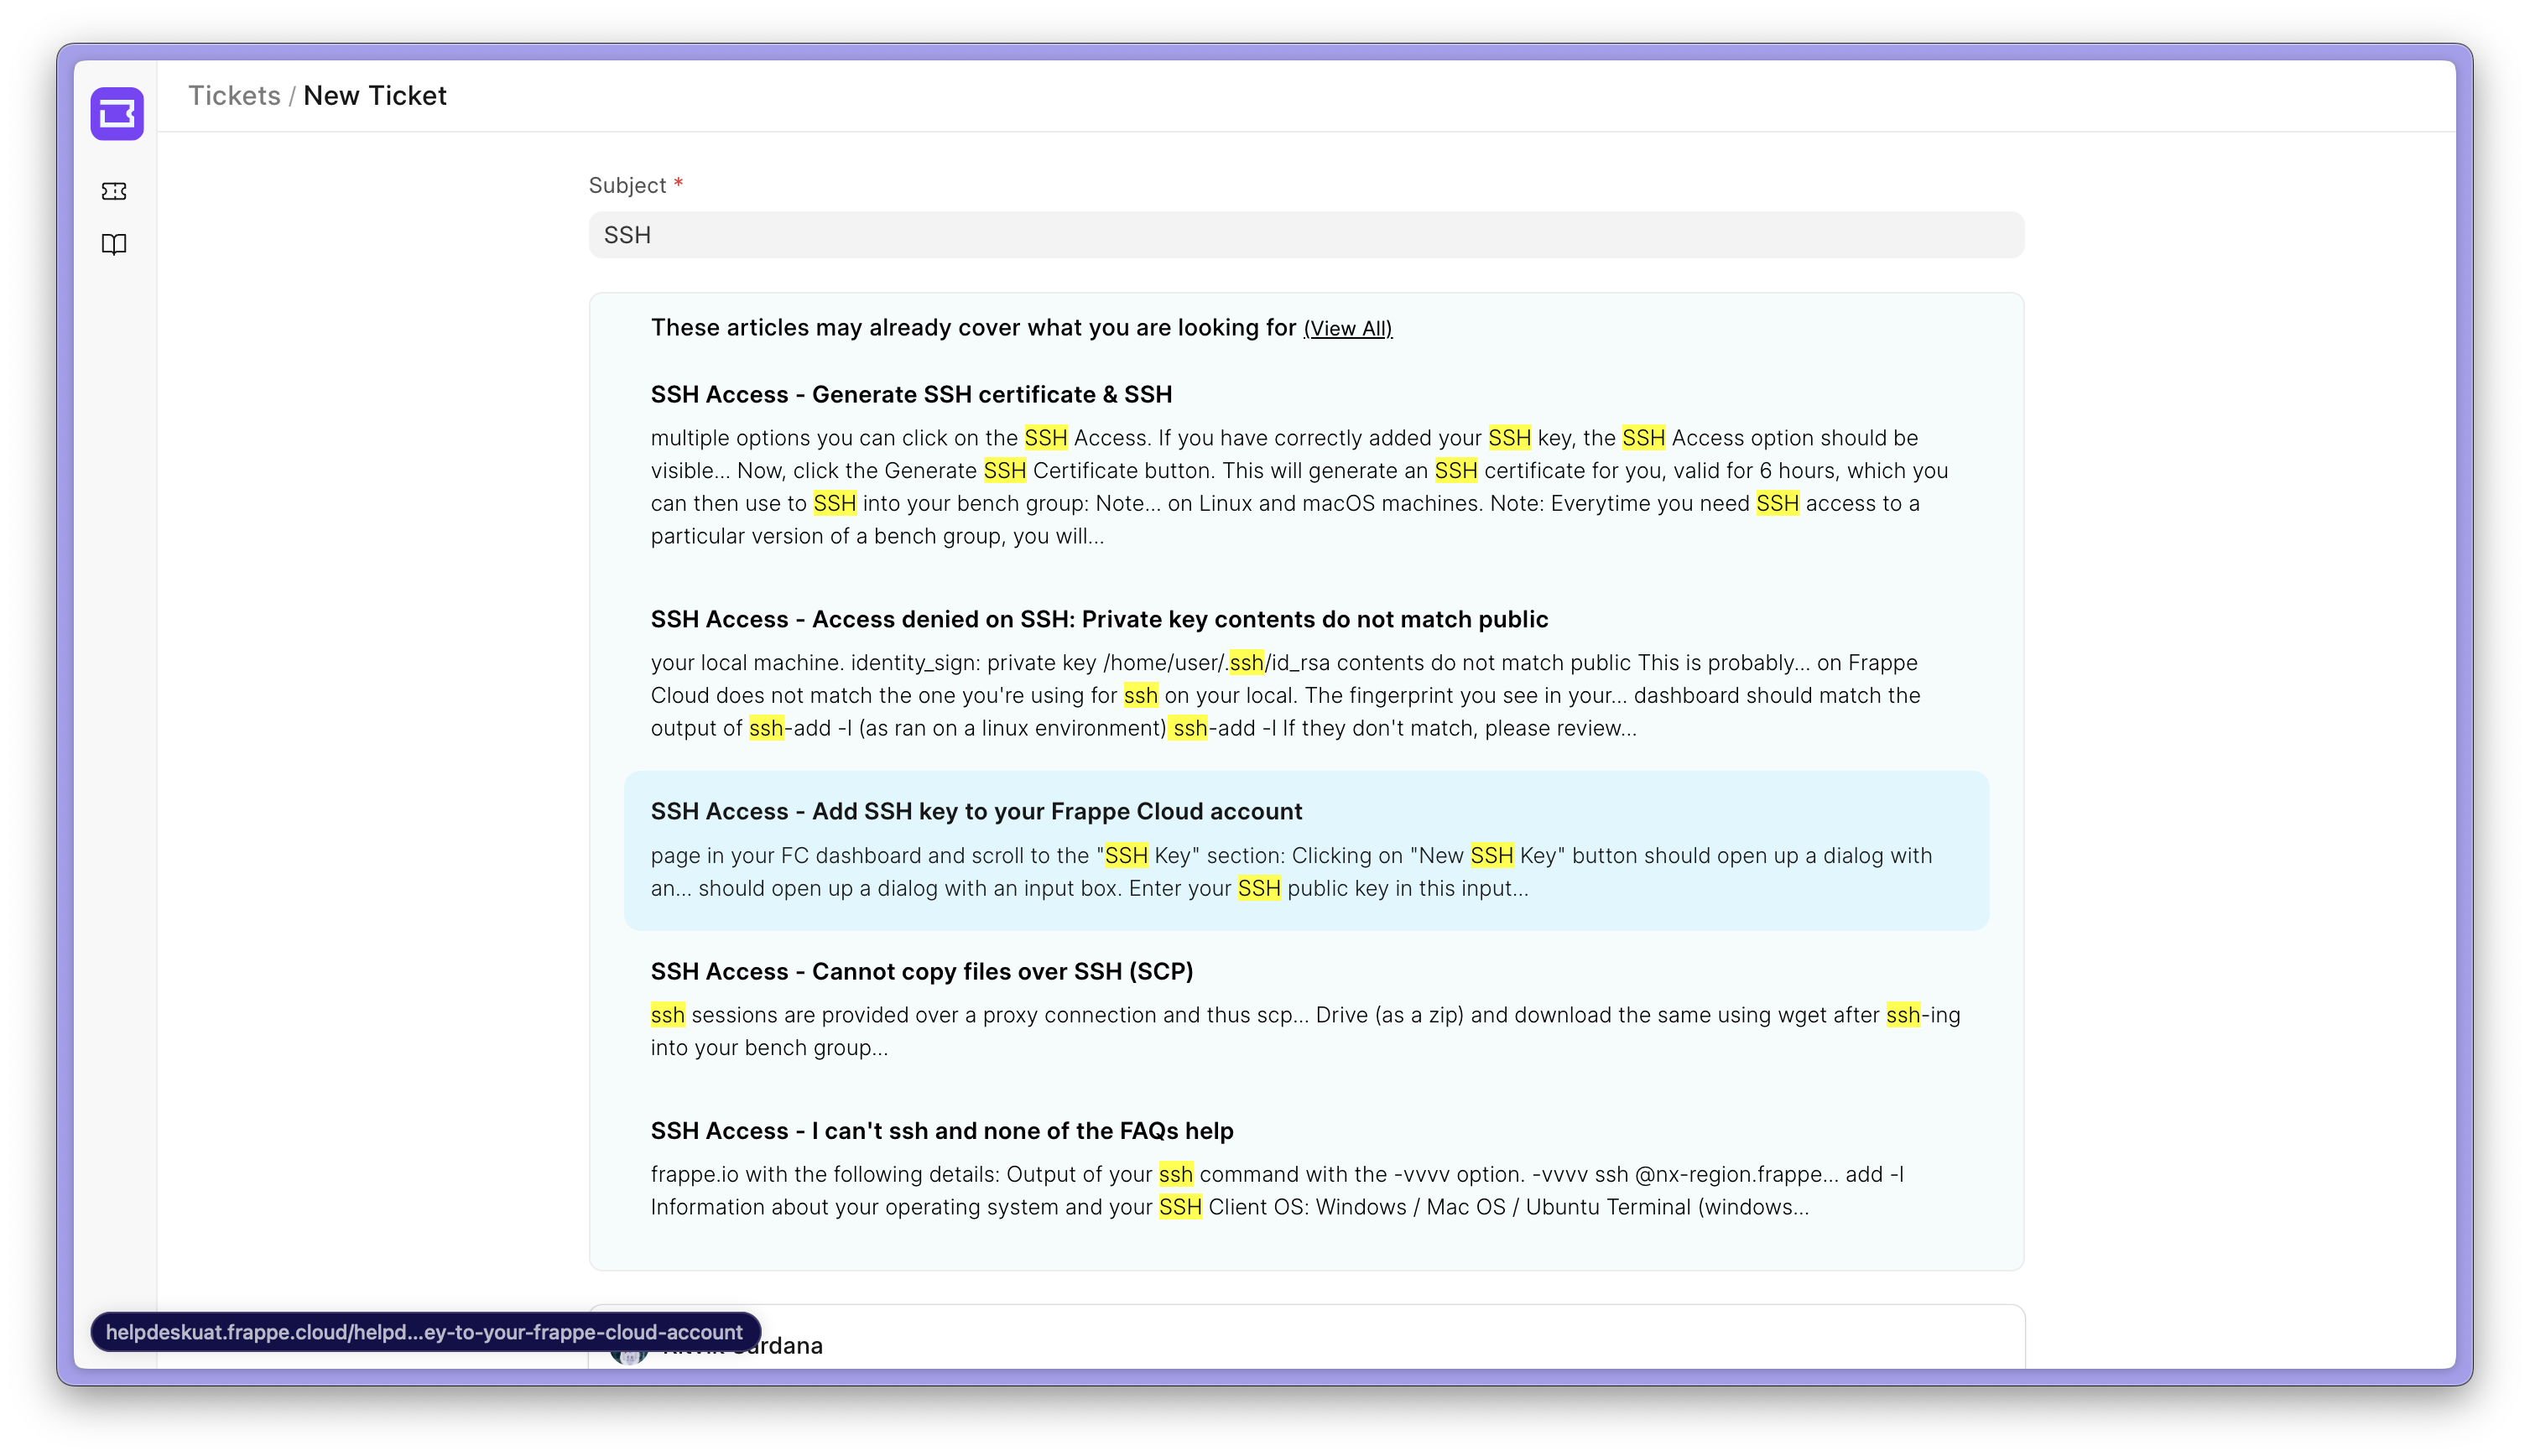 Tickets / New Ticket
Subject *
SSH
These articles may already cover what you are looking for (View All)
SSH Access - Generate SSH certificate & SSH
multiple options you can click on the SSH Access. If you have correctly added your SSH key, the SSH Access option should be
visible... Now, click the Generate SSH Certificate button. This will generate an SSH certificate for you, valid for 6 hours, which you
can then use to SSH into your bench group: Note... on Linux and macOS machines. Note: Everytime you need SSH access to a
particular version of a bench group, you will...
SSH Access - Access denied on SSH: Private key contents do not match public
your local machine. identity_sign: private key /home/user/.ssh/id_rsa contents do not match public This is probably... on Frappe
Cloud does not match the one you're using for ssh on your local. The fingerprint you see in your... dashboard should match the
output of ssh-add -l (as ran on a linux environment) ssh-add -l If they don't match, please review...
SSH Access - Add SSH key to your Frappe Cloud account
page in your FC dashboard and scroll to the "SSH Key" section: Clicking on "New SSH Key" button should open up a dialog with
an... should open up a dialog with an input box. Enter your SSH public key in this input...
SSH Access - Cannot copy files over SSH (SCP)
ssh sessions are provided over a proxy connection and thus scp... Drive (as a zip) and download the same using wget after ssh-ing
into your bench group...
SSH Access - I can't ssh and none of the FAQs help
frappe.io with the following details: Output of your ssh command with the -vvvv option. -vvvv ssh @nx-region.frappe... add -l
Information about your operating system and your SSH Client OS: Windows / Mac OS / Ubuntu Terminal (windows...
helpdeskuat.frappe.cloud/helpd...ey-to-your-frappe-cloud-account